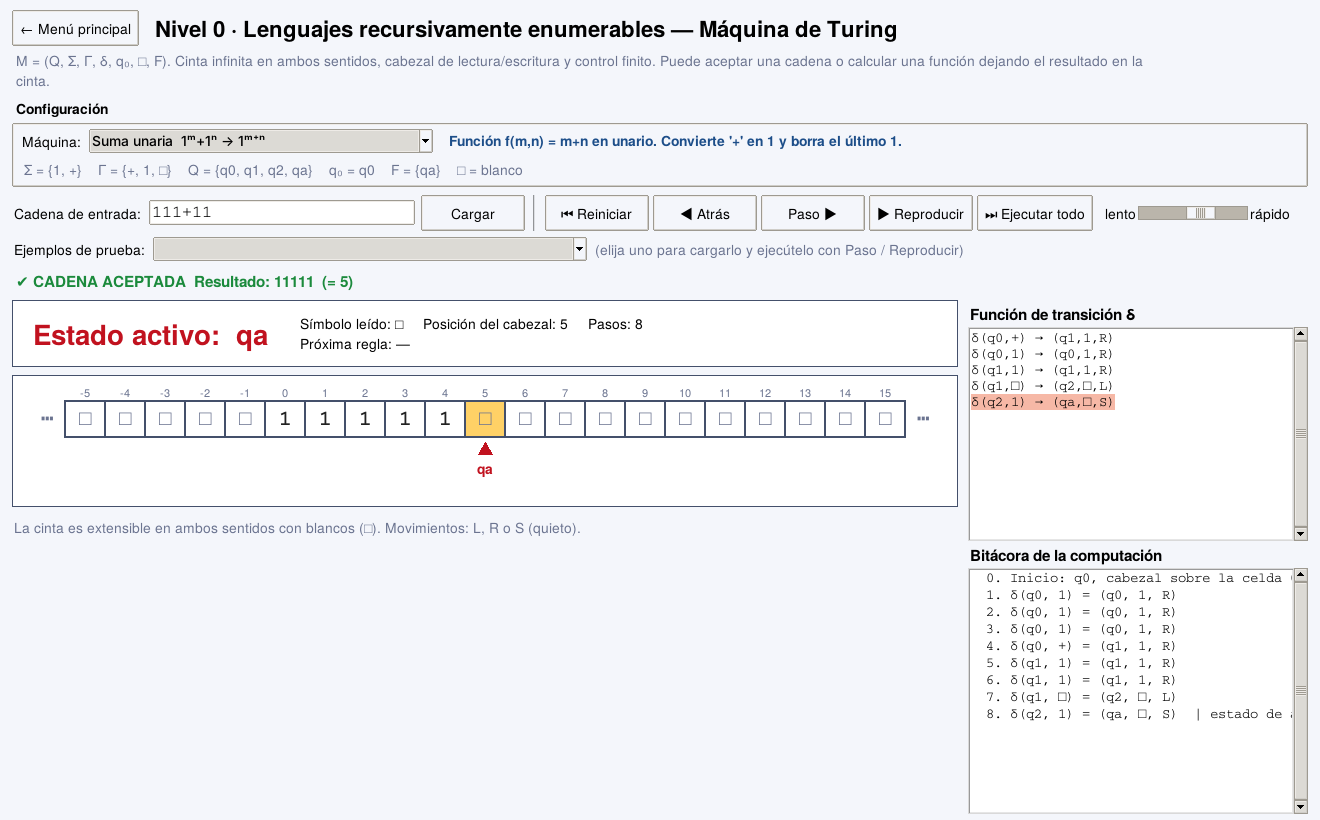 ← Menú principal
Nivel 0 · Lenguajes recursivamente enumerables — Máquina de Turing
M = (Q, Σ, Γ, δ, q₀, □, F). Cinta infinita en ambos sentidos, cabezal de lectura/escritura y control finito. Puede aceptar una cadena o calcular una función dejando el resultado en la
cinta.
Configuración
Máquina: Suma unaria 1ᵐ+1ⁿ → 1ᵐ⁺ⁿ
Función f(m,n) = m+n en unario. Convierte '+' en 1 y borra el último 1.
Σ = {1, +} Γ = {+, 1, □} Q = {q0, q1, q2, qa} q₀ = q0 F = {qa} □ = blanco
Cadena de entrada: 111+11 Cargar ⏮ Reiniciar ◀ Atrás Paso ▶ ▶ Reproducir ⏭ Ejecutar todo lento rápido
Ejemplos de prueba: (elija uno para cargarlo y ejecútelo con Paso / Reproducir)
✔ CADENA ACEPTADA Resultado: 11111 (= 5)
Estado activo: qa
Símbolo leído: □ Posición del cabezal: 5 Pasos: 8
Próxima regla: —
-5 -4 -3 -2 -1 0 1 2 3 4 5 6 7 8 9 10 11 12 13 14 15
⋯ □ □ □ □ □ 1 1 1 1 1 □ □ □ □ □ □ □ □ □ □ □ ⋯
qa
La cinta es extensible en ambos sentidos con blancos (□). Movimientos: L, R o S (quieto).
Función de transición δ
δ(q0,+) → (q1,1,R)
δ(q0,1) → (q0,1,R)
δ(q1,1) → (q1,1,R)
δ(q1,□) → (q2,□,L)
δ(q2,1) → (qa,□,S)
Bitácora de la computación
0. Inicio: q0, cabezal sobre la celda
1. δ(q0, 1) = (q0, 1, R)
2. δ(q0, 1) = (q0, 1, R)
3. δ(q0, 1) = (q0, 1, R)
4. δ(q0, +) = (q1, 1, R)
5. δ(q1, 1) = (q1, 1, R)
6. δ(q1, 1) = (q1, 1, R)
7. δ(q1, □) = (q2, □, L)
8. δ(q2, 1) = (qa, □, S) | estado de